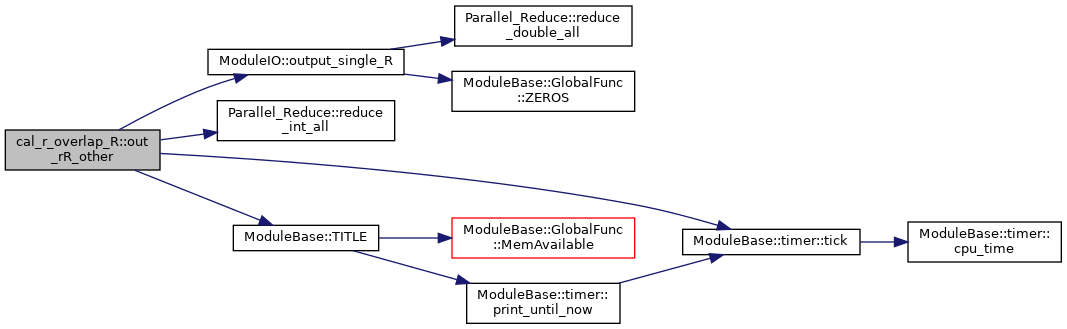 cal_r_overlap_R::out
_rR_other
ModuleIO::output_single_R
Parallel_Reduce::reduce
_double_all
ModuleBase::GlobalFunc
::ZEROS
Parallel_Reduce::reduce
_int_all
ModuleBase::TITLE
ModuleBase::GlobalFunc
::MemAvailable
ModuleBase::timer::
print_until_now
ModuleBase::timer::tick
ModuleBase::timer::
cpu_time